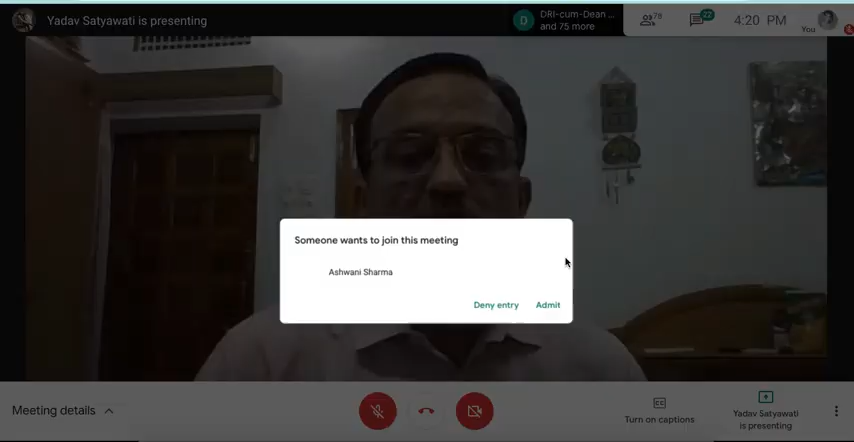 Yadav Satyawati is presenting
D
DRI-cum-Dean ...
and 75 more
78
22
4:20 PM
You
Someone wants to join this meeting
Ashwani Sharma
Deny entry
Admit
Meeting details
CC
Turn on captions
Yadav Satyawati
is presenting